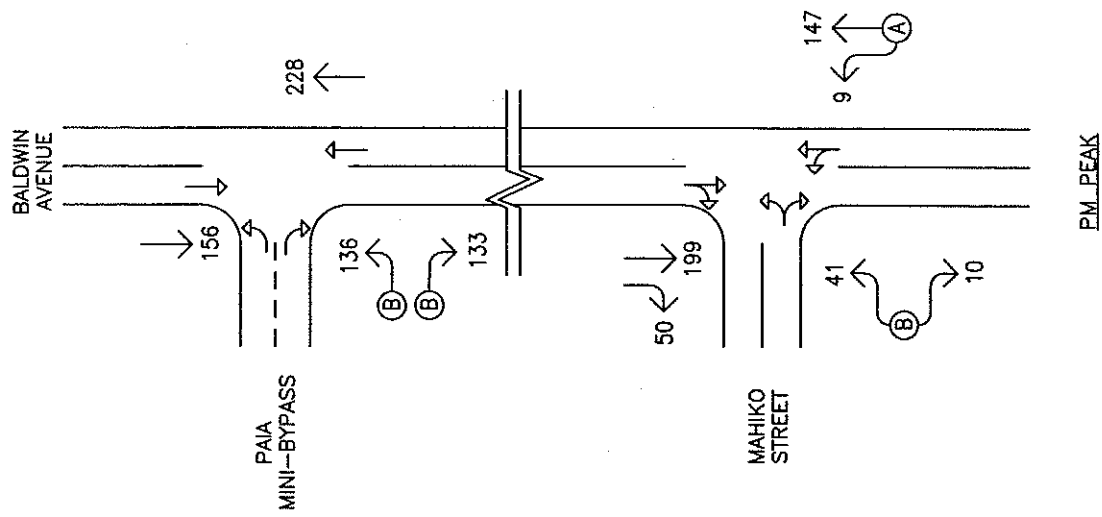 BALDWIN
AVENUE
156
228
PAIA
MINI-BYPASS
136
B
B
133
50
199
147
9
A
MAHIKO
STREET
41
B
10
PM PEAK